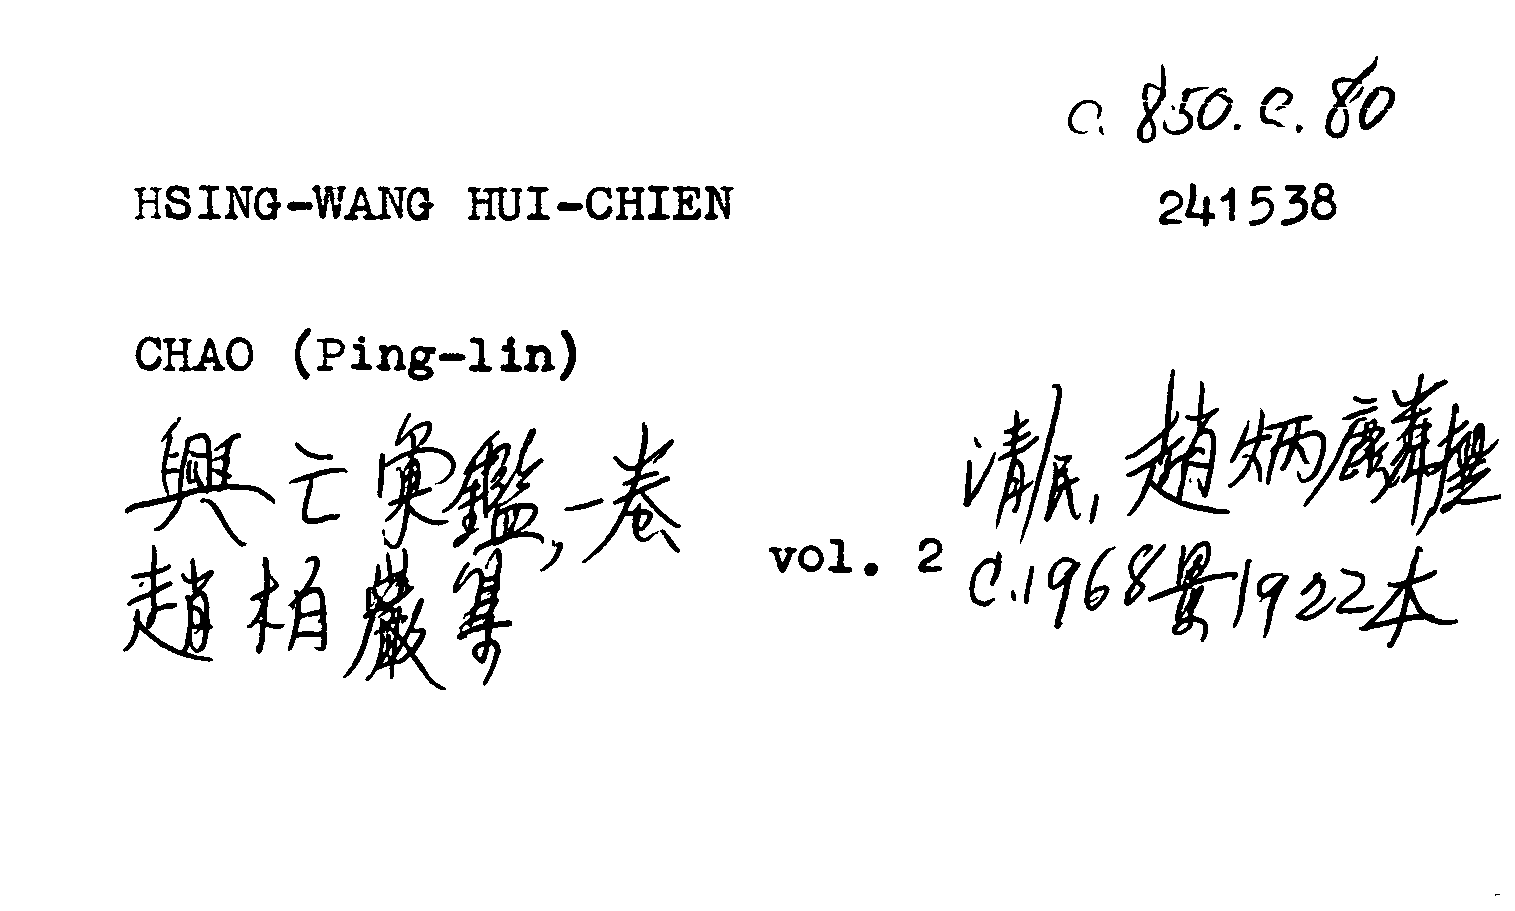 C. 850. C. 80
HSING-WANG HUI-CHIEN 241538
CHAO (Ping-lin)
興亡彙鑑,一卷 清/民, 趙炳麟撰
趙柏巖集 vol. 2 C.1968景1922本